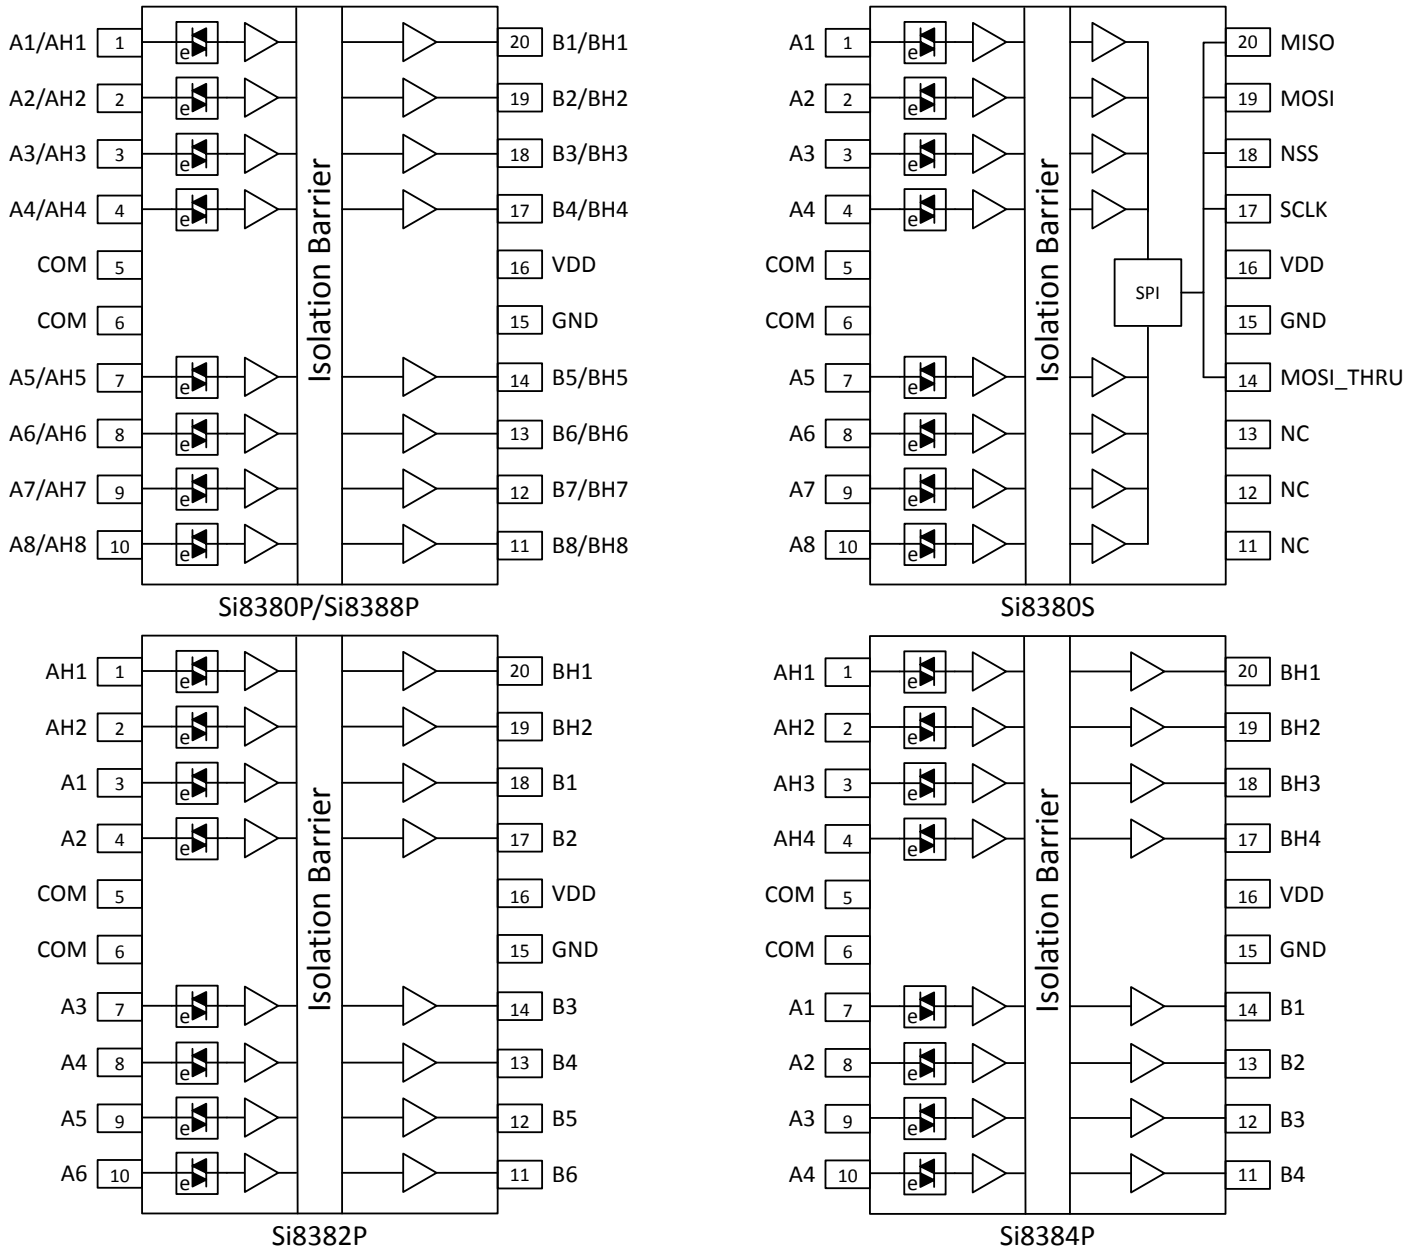 A1/AH1 1 20 B1/BH1
A2/AH2 2 19 B2/BH2
A3/AH3 3 18 B3/BH3
A4/AH4 4 17 B4/BH4
COM 5 16 VDD
COM 6 15 GND
A5/AH5 7 14 B5/BH5
A6/AH6 8 13 B6/BH6
A7/AH7 9 12 B7/BH7
A8/AH8 10 11 B8/BH8
e
e
e
e
e
e
e
e
Isolation Barrier
Si8380P/Si8388P
A1 1 20 MISO
A2 2 19 MOSI
A3 3 18 NSS
A4 4 17 SCLK
COM 5 16 VDD
COM 6 15 GND
A5 7 14 MOSI_THRU
A6 8 13 NC
A7 9 12 NC
A8 10 11 NC
e
e
e
e
e
e
e
e
Isolation Barrier
SPI
Si8380S
AH1 1 20 BH1
AH2 2 19 BH2
A1 3 18 B1
A2 4 17 B2
COM 5 16 VDD
COM 6 15 GND
A3 7 14 B3
A4 8 13 B4
A5 9 12 B5
A6 10 11 B6
e
e
e
e
e
e
e
e
Isolation Barrier
Si8382P
AH1 1 20 BH1
AH2 2 19 BH2
AH3 3 18 BH3
AH4 4 17 BH4
COM 5 16 VDD
COM 6 15 GND
A1 7 14 B1
A2 8 13 B2
A3 9 12 B3
A4 10 11 B4
e
e
e
e
e
e
e
e
Isolation Barrier
Si8384P